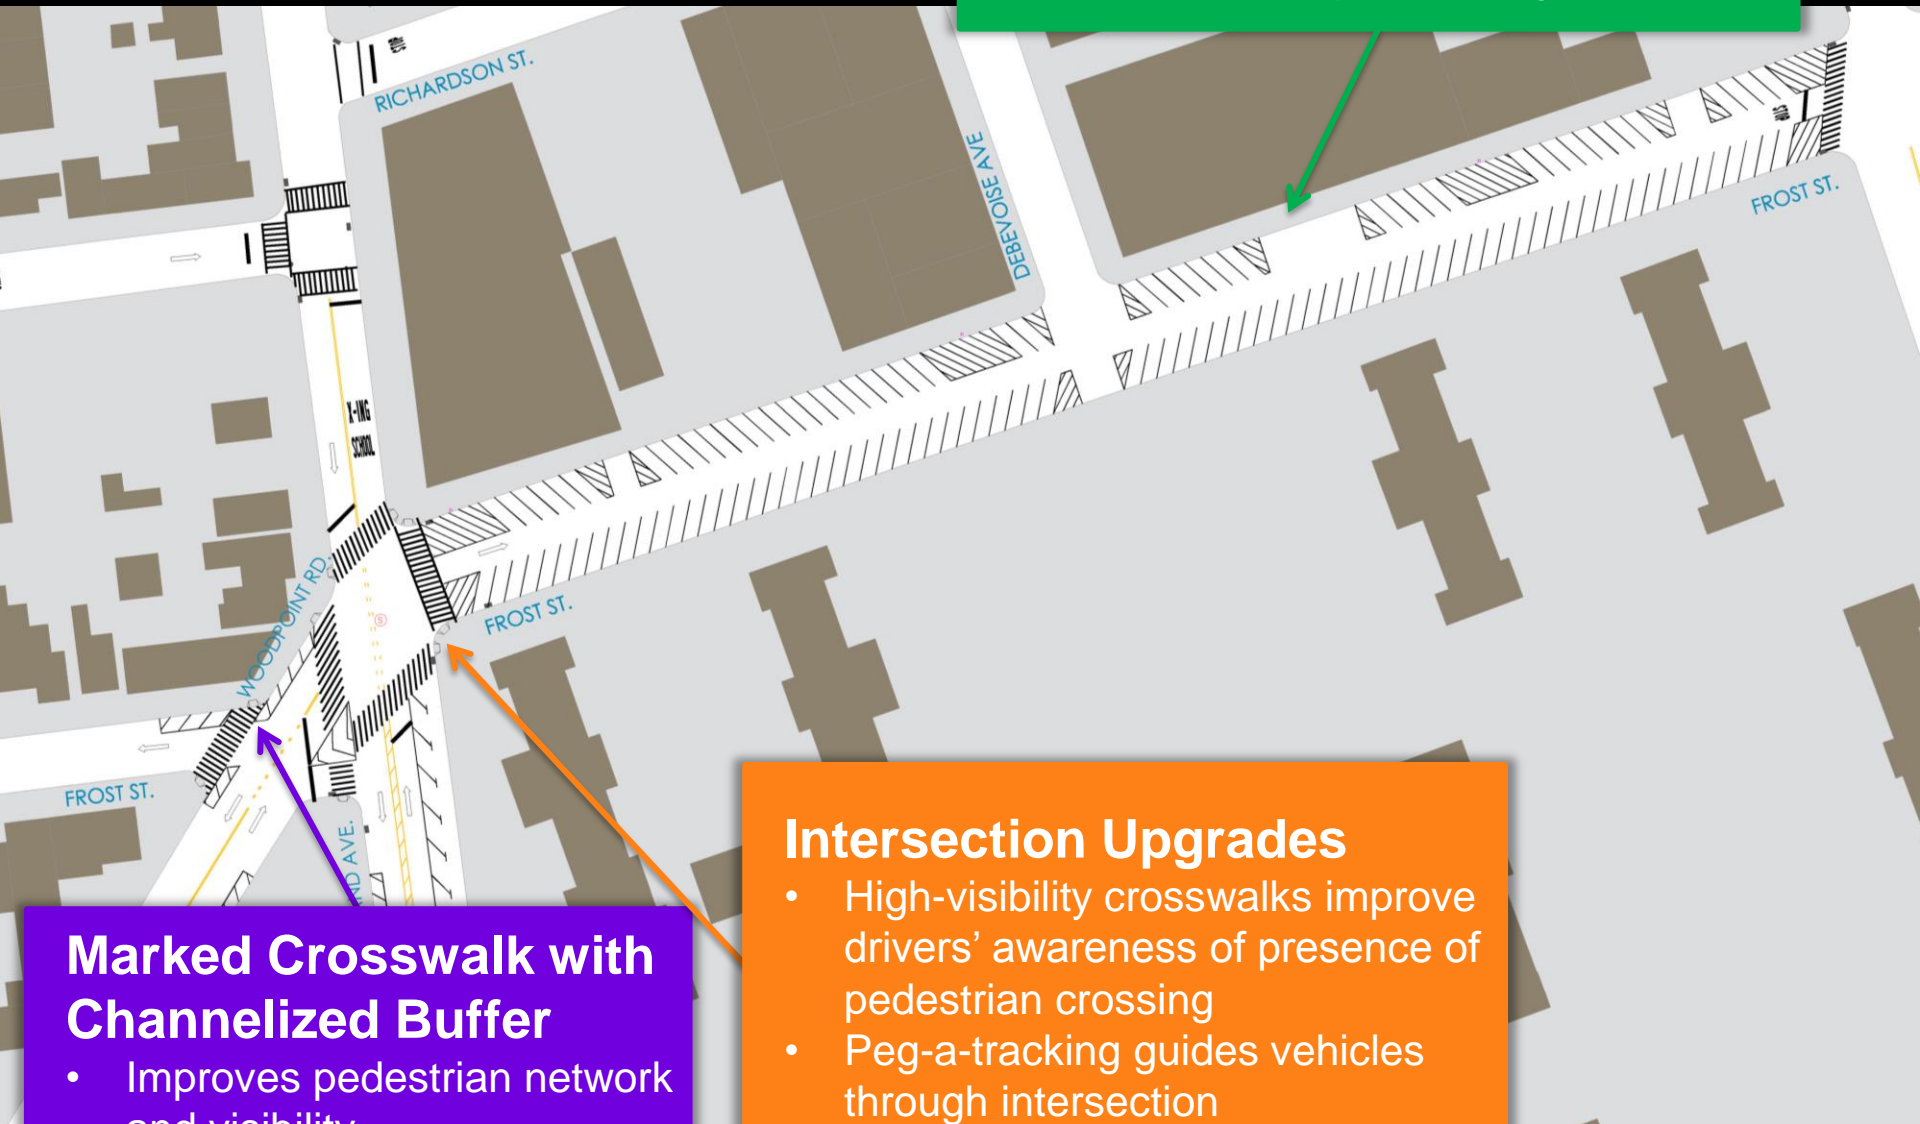 RICHARDSON ST.
DEBEVOISE AVE
FROST ST.
X-ING
SCHOOL
WOODPOINT RD.
FROST ST.
FROST ST.
AVE.
Marked Crosswalk with
Channelized Buffer
• Improves pedestrian network
and visibility
Intersection Upgrades
• High-visibility crosswalks improve
drivers’ awareness of presence of
pedestrian crossing
• Peg-a-tracking guides vehicles
through intersection